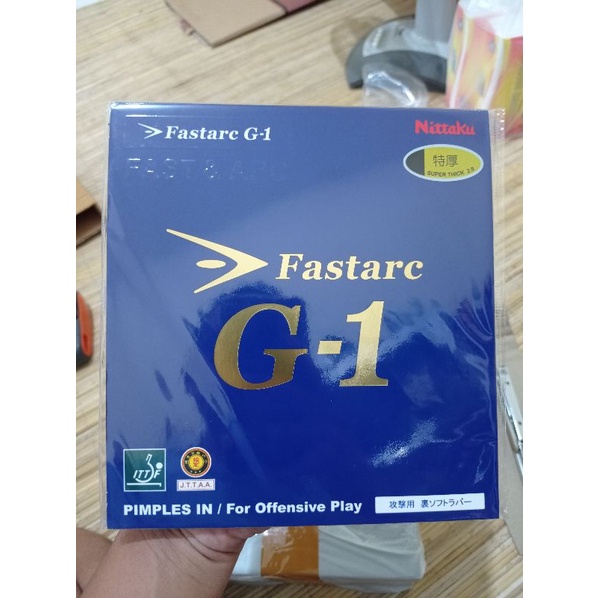 Fastarc G-1
Nittaku
FAST & ARC
特厚
SUPER THICK 2.0
Fastarc
G-1
ITTF
J.T.T.A.A.
PIMPLES IN / For Offensive Play
攻撃用 裏ソフトラバー